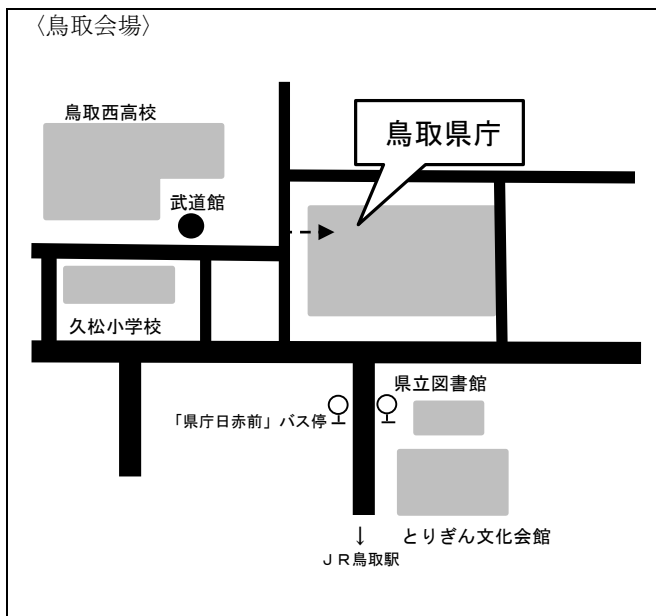 〈鳥取会場〉
鳥取西高校
鳥取県庁
武道館
久松小学校
県立図書館
「県庁日赤前」バス停
とりぎん文化会館
↓
ＪＲ鳥取駅